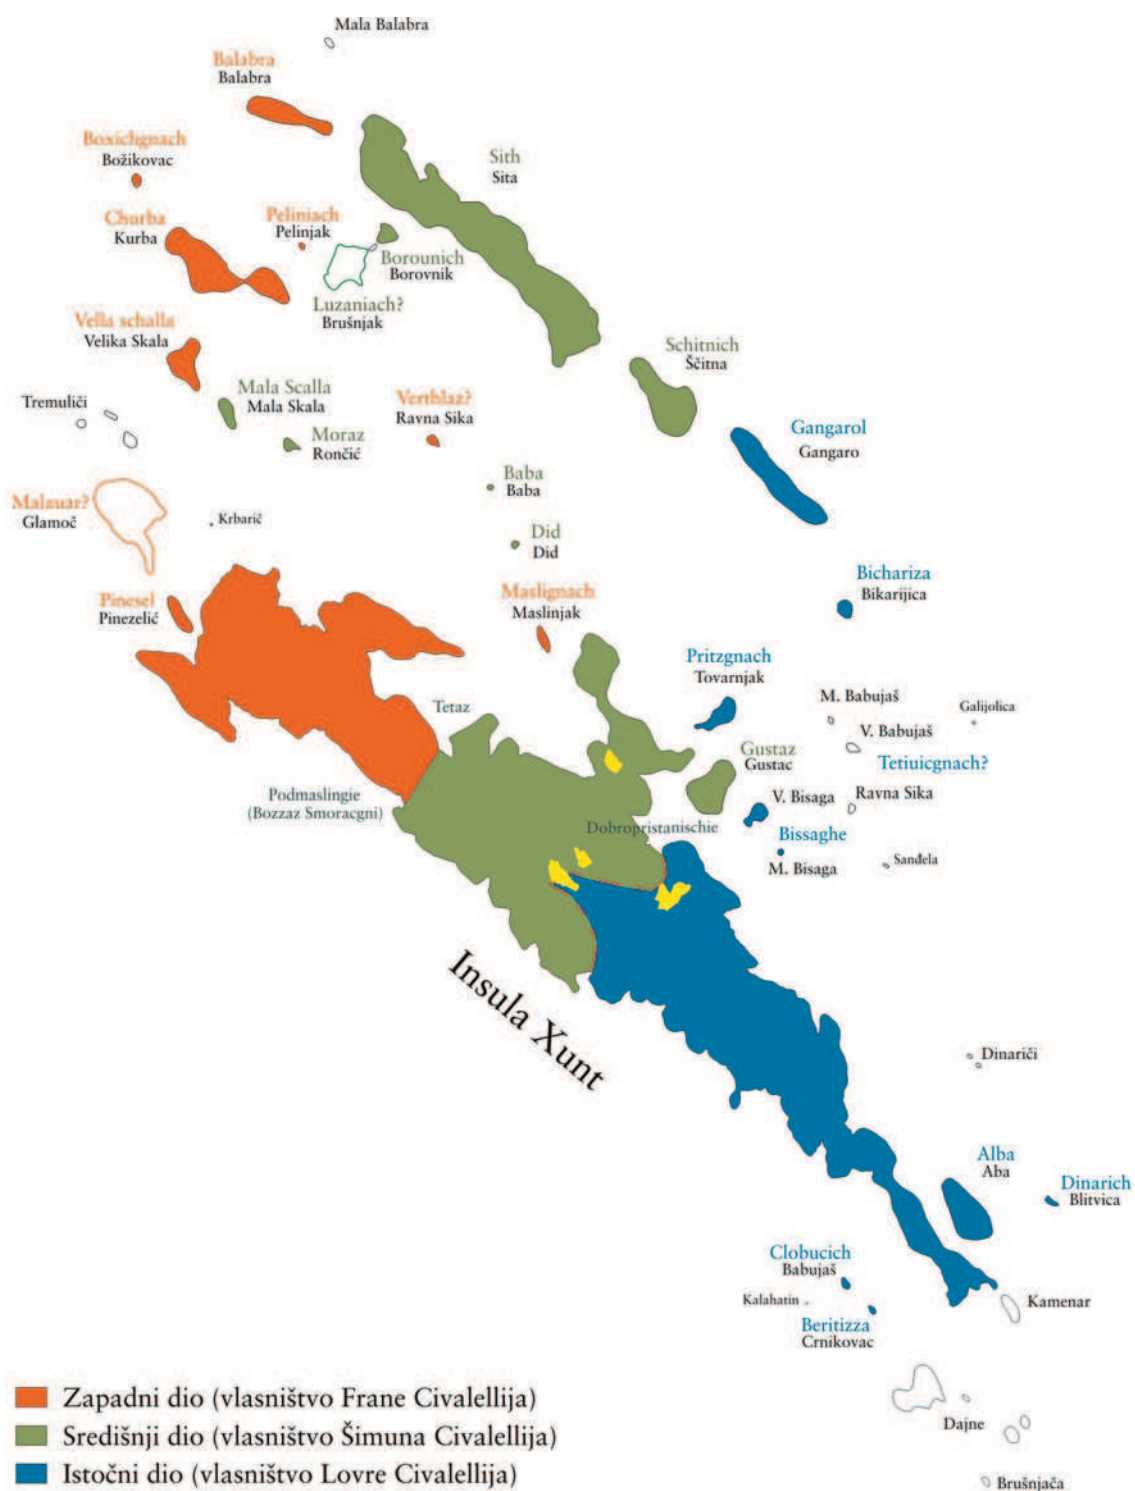 Mala Balabra
Balabra
Balabra
Boxichgnach
Božikovac
Sith
Sita
Churba
Kurba
Peliniach
Pelinjak
Borounich
Borovnik
Luzaniach?
Brušnjak
Vella schalla
Velika Skala
Schitnich
Ščitna
Mala Scalla
Mala Skala
Tremuliči
Verthlaz?
Ravna Sika
Moraz
Rončić
Gangarol
Gangaro
Baba
Baba
Malauar?
Glamoč
Krbarič
Did
Did
Bichariza
Bikarijica
Pinesel
Pinezelić
Maslignach
Maslinjak
Pritzgnach
Tovarnjak
M. Babujaš
Galijolica
Tetaz
V. Babujaš
Gustaz
Gustac
Tetiuicgnach?
Podmaslingie
(Bozzaz Smoracgni)
V. Bisaga
Ravna Sika
Dobropristanischie
Bissaghe
M. Bisaga
Sanđela
Insula Xunt
Dinariči
Alba
Aba
Dinarich
Blitvica
Clobucich
Babujaš
Kalahatin
Beritizza
Crnikovac
Kamenar
Dajne
Brušnjača
Zapadni dio (vlasništvo Frane Civalellija)
Središnji dio (vlasništvo Šimuna Civalellija)
Istočni dio (vlasništvo Lovre Civalellija)